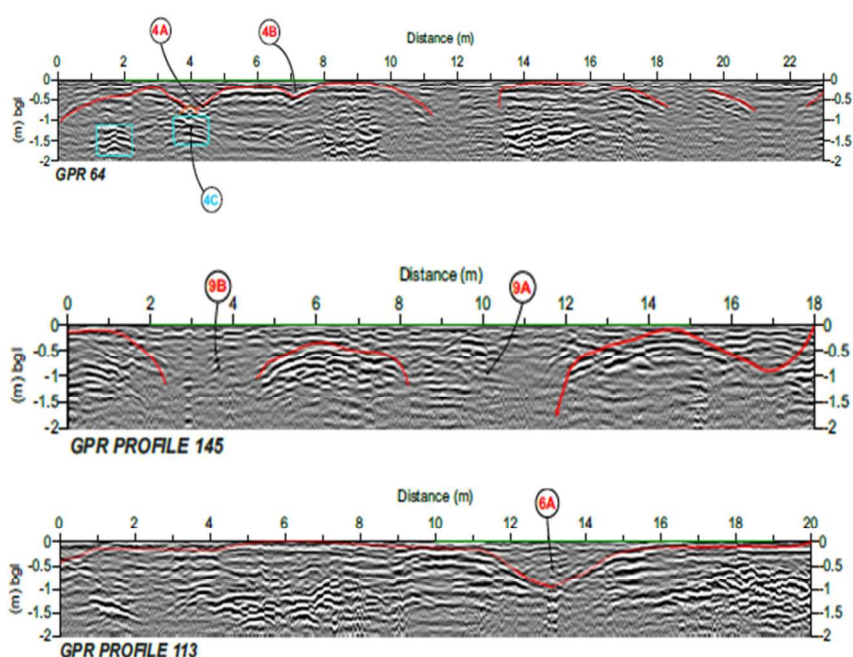 Distance (m)
4A 4B
0 2 4 6 8 10 12 14 16 18 20 22
(m) bgl
0 0
-0.5 -0.5
-1 -1
-1.5 -1.5
-2 -2
GPR 64
4C
Distance (m)
9B 9A
0 2 4 6 8 10 12 14 16 18
(m) bgl
0 0
-0.5 -0.5
-1 -1
-1.5 -1.5
-2 -2
GPR PROFILE 145
Distance (m)
6A
0 2 4 6 8 10 12 14 16 18 20
(m) bgl
0 0
-0.5 -0.5
-1 -1
-1.5 -1.5
-2 -2
GPR PROFILE 113